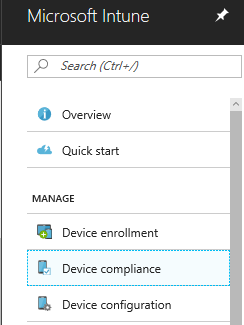 Microsoft Intune
Search (Ctrl+/)
Overview
Quick start
MANAGE
Device enrollment
Device compliance
Device configuration